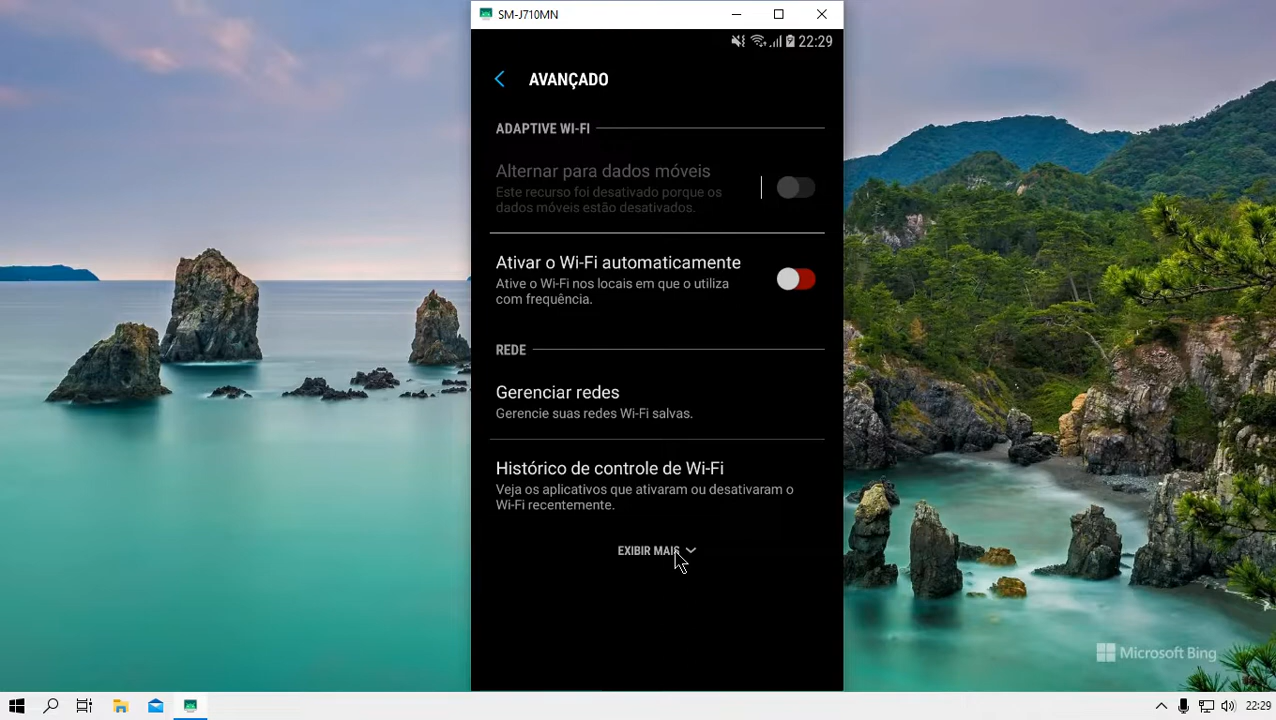 SM-J710MN
22:29
AVANÇADO
ADAPTIVE WI-FI
Alternar para dados móveis
Este recurso foi desativado porque os
dados móveis estão desativados.
Ativar o Wi-Fi automaticamente
Ative o Wi-Fi nos locais em que o utiliza
com frequência.
REDE
Gerenciar redes
Gerencie suas redes Wi-Fi salvas.
Histórico de controle de Wi-Fi
Veja os aplicativos que ativaram ou desativaram o
Wi-Fi recentemente.
EXIBIR MAIS
Microsoft Bing
22:29